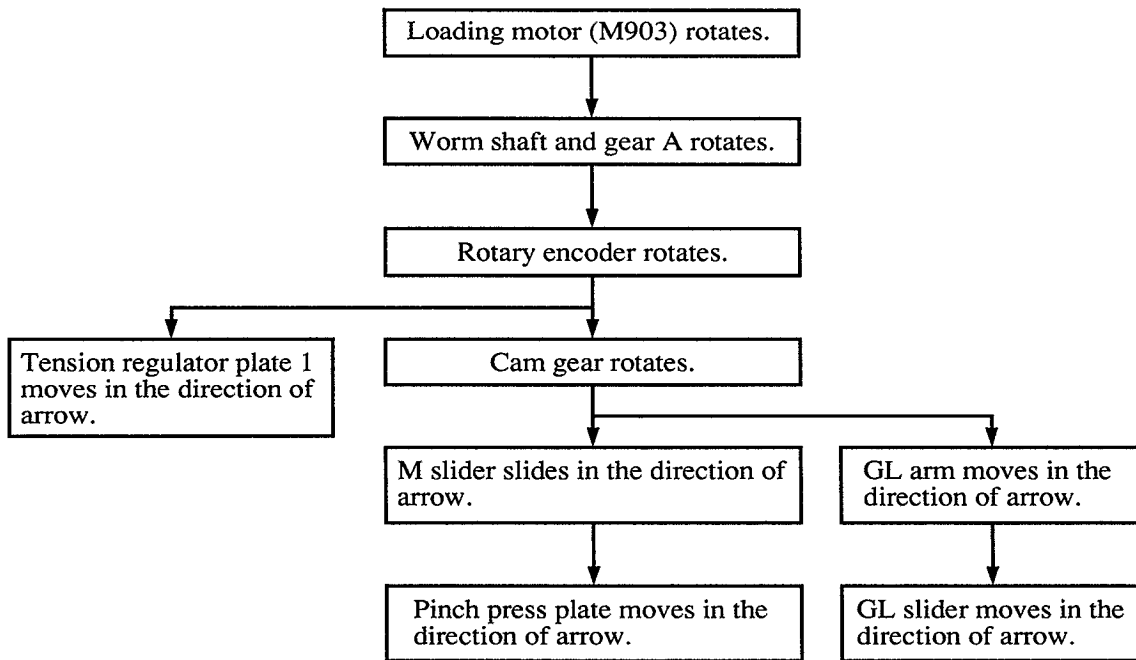 Loading motor (M903) rotates.
Worm shaft and gear A rotates.
Rotary encoder rotates.
Tension regulator plate 1
moves in the direction of
arrow.
Cam gear rotates.
M slider slides in the direction of
arrow.
GL arm moves in the
direction of arrow.
Pinch press plate moves in the
direction of arrow.
GL slider moves in the
direction of arrow.